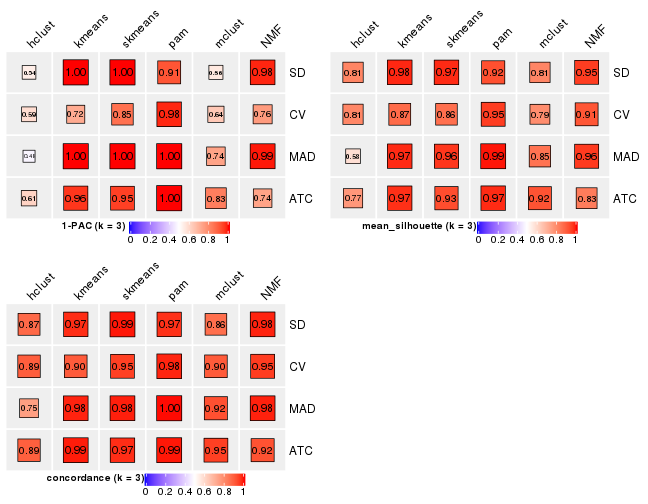 hclust kmeans skmeans pam mclust NMF
0.54 1.00 1.00 0.91 0.56 0.98 SD
0.59 0.72 0.85 0.98 0.64 0.76 CV
1.00 1.00 1.00 0.74 0.99 MAD
0.61 0.96 0.95 1.00 0.83 0.74 ATC
1-PAC (k = 3)
0 0.2 0.4 0.6 0.8 1
hclust kmeans skmeans pam mclust NMF
0.81 0.98 0.97 0.92 0.81 0.95 SD
0.81 0.87 0.86 0.95 0.79 0.91 CV
0.58 0.97 0.96 0.99 0.85 0.96 MAD
0.77 0.97 0.93 0.97 0.92 0.83 ATC
mean_silhouette (k = 3)
0 0.2 0.4 0.6 0.8 1
hclust kmeans skmeans pam mclust NMF
0.87 0.97 0.99 0.97 0.86 0.98 SD
0.89 0.90 0.95 0.98 0.90 0.95 CV
0.75 0.98 0.98 1.00 0.92 0.98 MAD
0.89 0.99 0.97 0.99 0.95 0.92 ATC
concordance (k = 3)
0 0.2 0.4 0.6 0.8 1